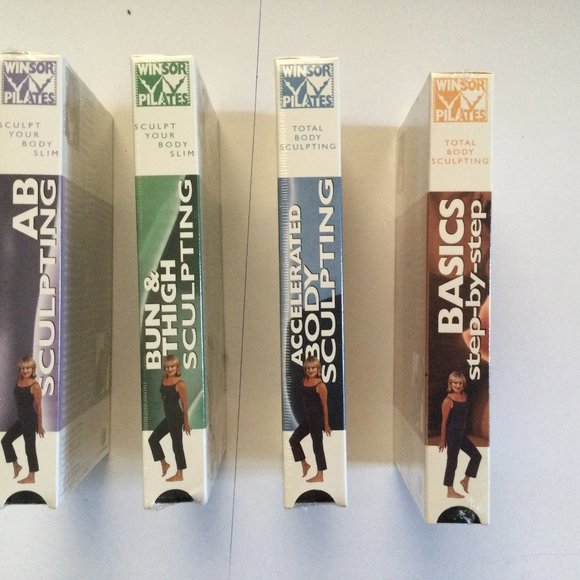 WINSOR
PILATES
SCULPT
YOUR
BODY
SLIM
AB
SCULPTING
WINSOR
PILATES
SCULPT
YOUR
BODY
SLIM
BUN &
THIGH
SCULPTING
WINSOR
PILATES
TOTAL
BODY
SCULPTING
ACCELERATED
BODY
SCULPTING
WINSOR
PILATES
TOTAL
BODY
SCULPTING
BASICS
step-by-step